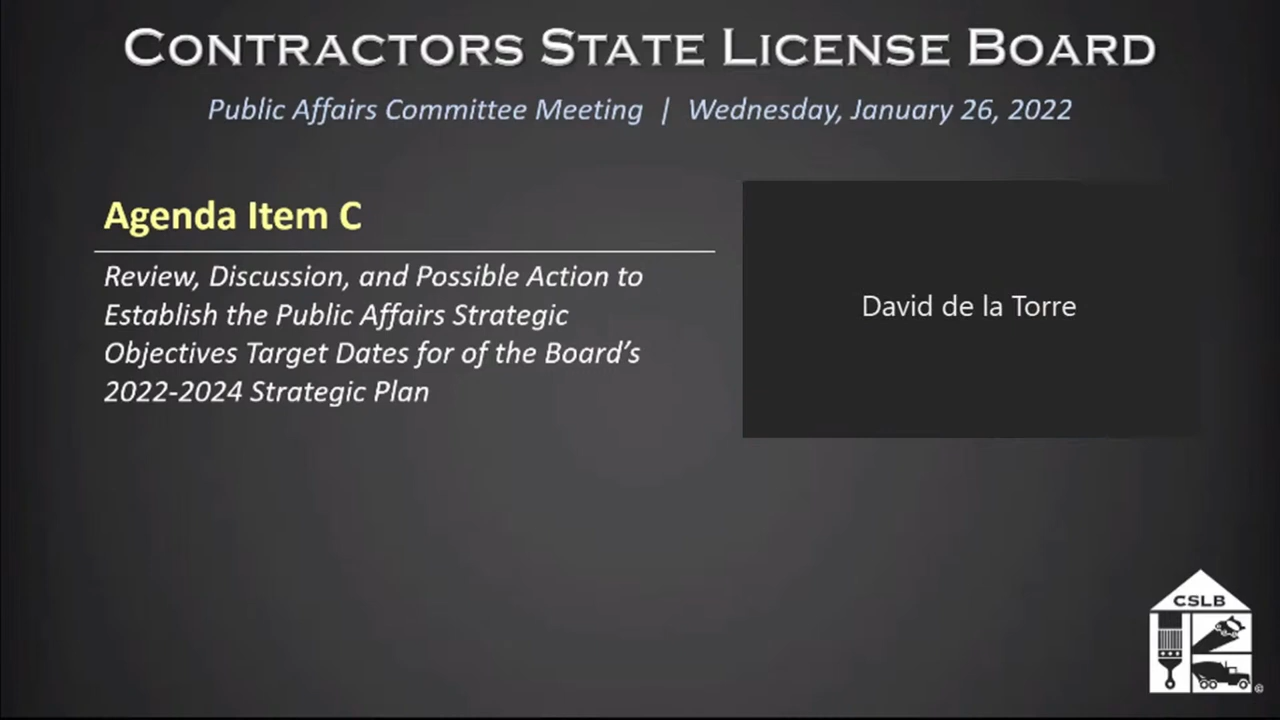 CONTRACTORS STATE LICENSE BOARD
Public Affairs Committee Meeting | Wednesday, January 26, 2022
Agenda Item C
Review, Discussion, and Possible Action to
Establish the Public Affairs Strategic
Objectives Target Dates for of the Board’s
2022-2024 Strategic Plan
David de la Torre
CSLB
©